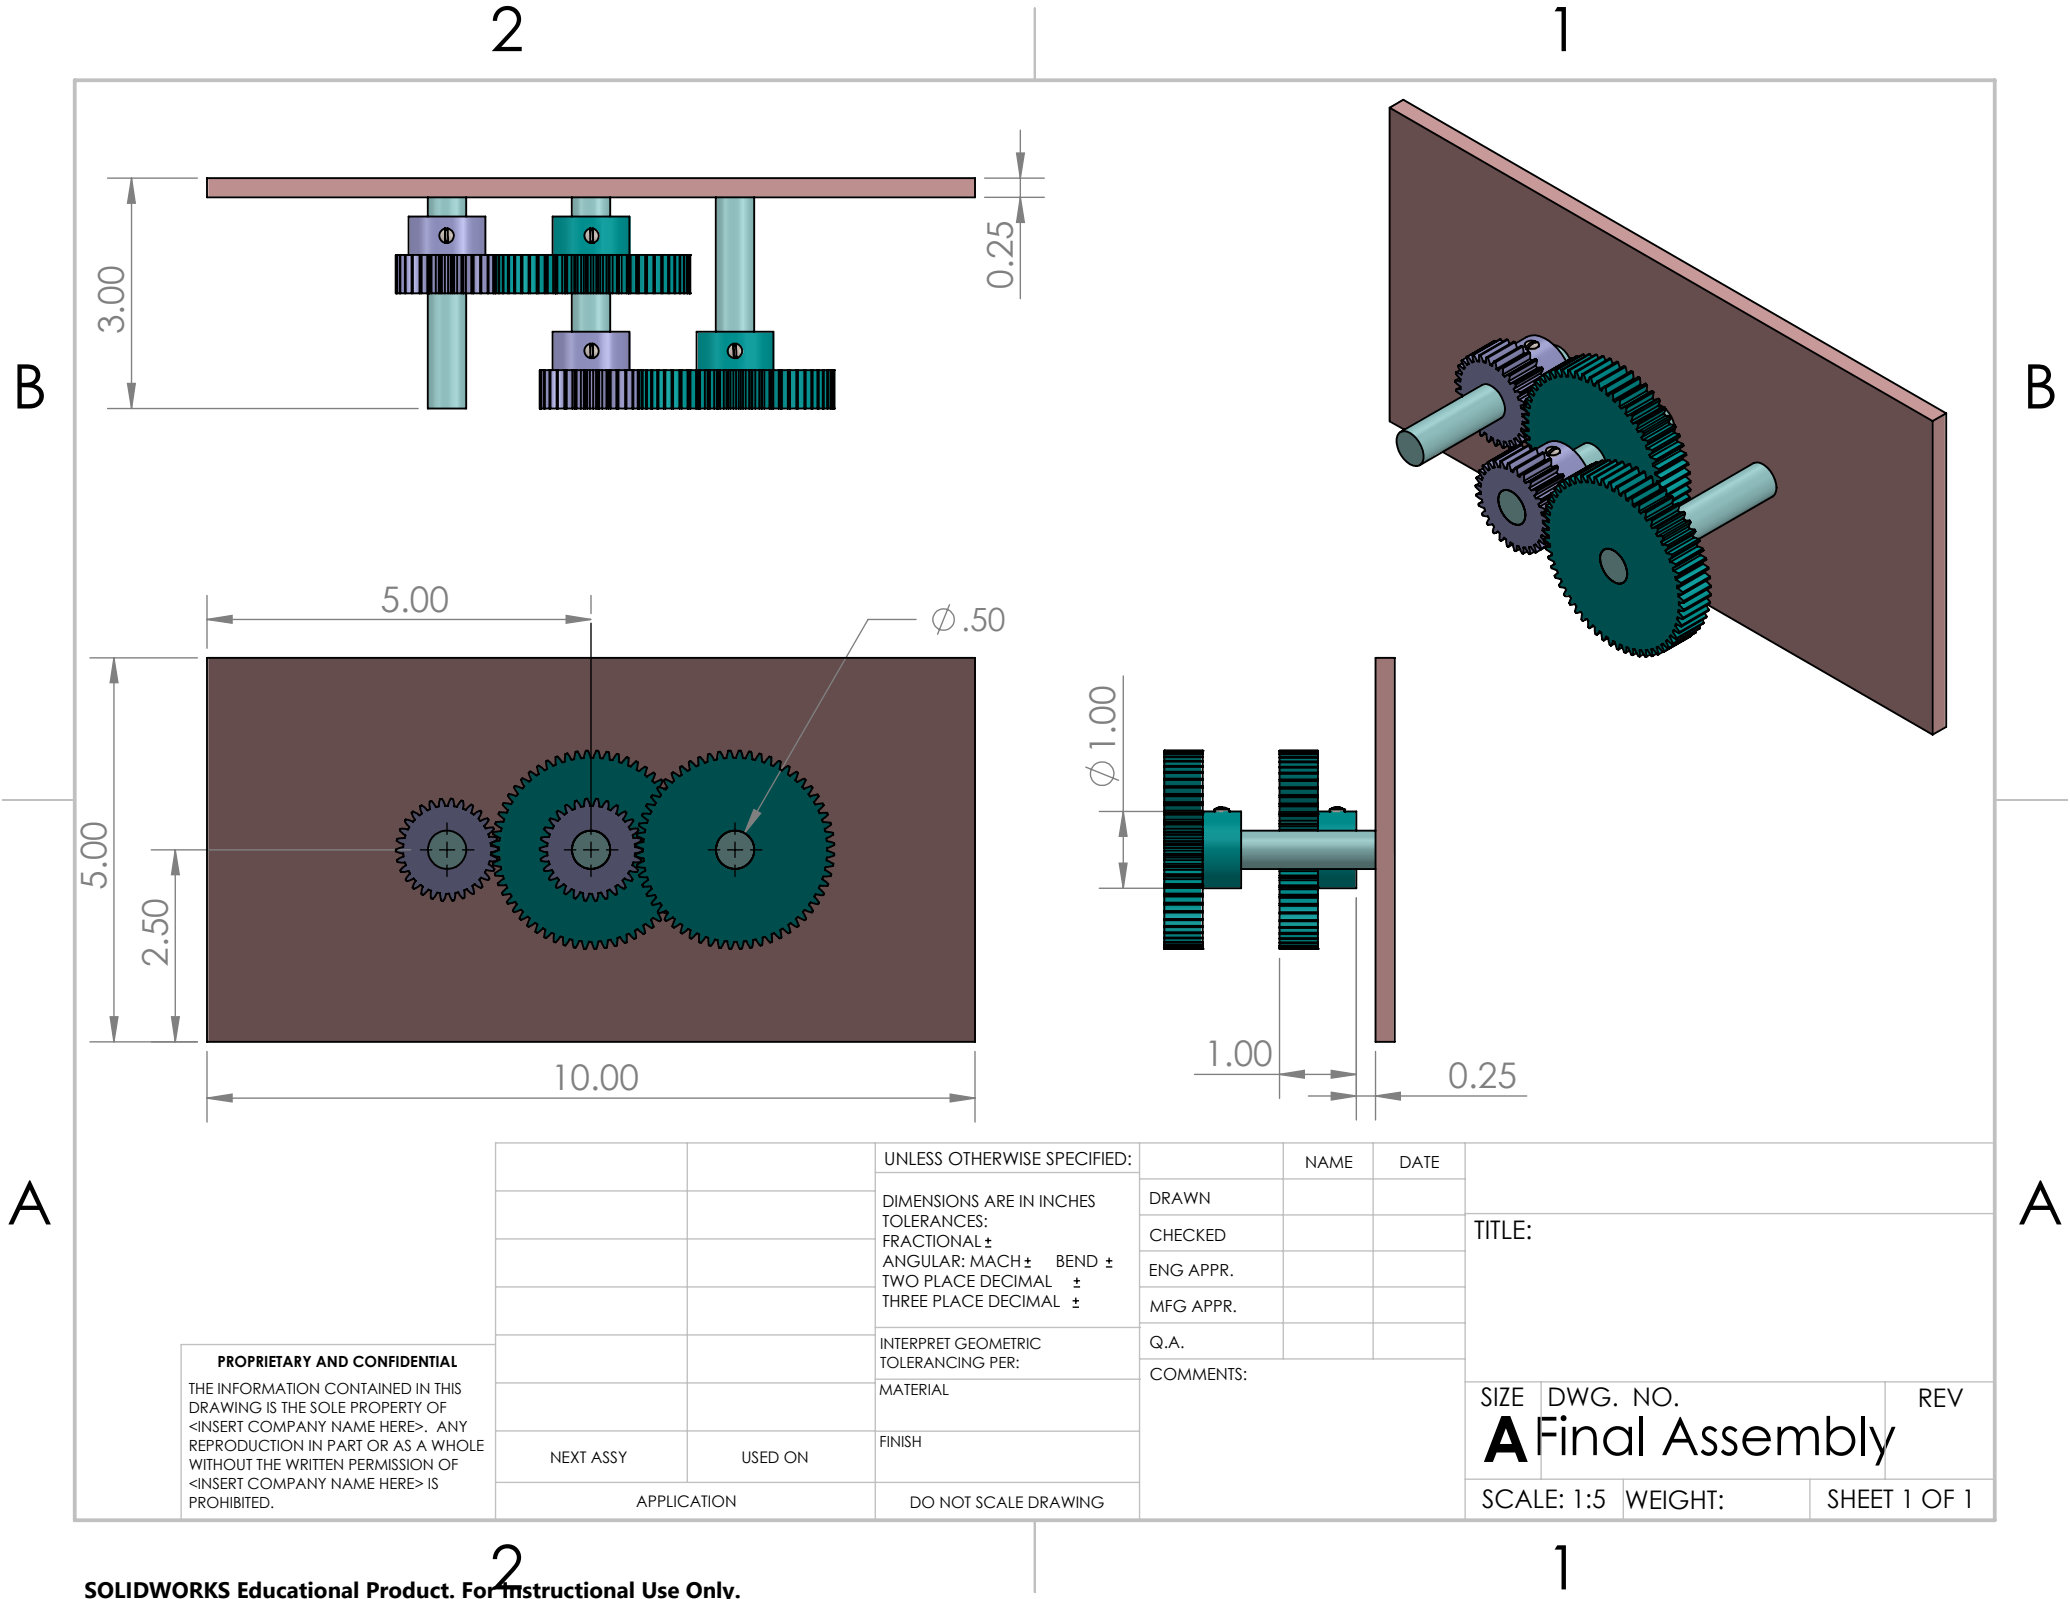 2
1
3.00
0.25
B
B
5.00
∅ .50
∅ 1.00
5.00
2.50
10.00
1.00
0.25
A
A
UNLESS OTHERWISE SPECIFIED:
DIMENSIONS ARE IN INCHES
TOLERANCES:
FRACTIONAL ±
ANGULAR: MACH ± BEND ±
TWO PLACE DECIMAL ±
THREE PLACE DECIMAL ±
INTERPRET GEOMETRIC
TOLERANCING PER:
MATERIAL
FINISH
DO NOT SCALE DRAWING
NAME DATE
DRAWN
CHECKED
ENG APPR.
MFG APPR.
Q.A.
COMMENTS:
TITLE:
SIZE DWG. NO. REV
A Final Assembly
SCALE: 1:5 WEIGHT: SHEET 1 OF 1
PROPRIETARY AND CONFIDENTIAL
THE INFORMATION CONTAINED IN THIS
DRAWING IS THE SOLE PROPERTY OF
<INSERT COMPANY NAME HERE>. ANY
REPRODUCTION IN PART OR AS A WHOLE
WITHOUT THE WRITTEN PERMISSION OF
<INSERT COMPANY NAME HERE> IS
PROHIBITED.
NEXT ASSY USED ON
APPLICATION
2
1
SOLIDWORKS Educational Product. For Instructional Use Only.